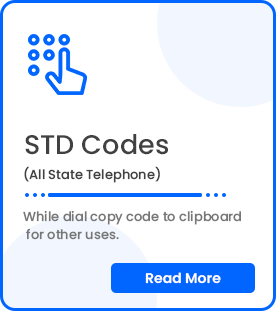 STD Codes
(All State Telephone)
While dial copy code to clipboard
for other uses.
Read More